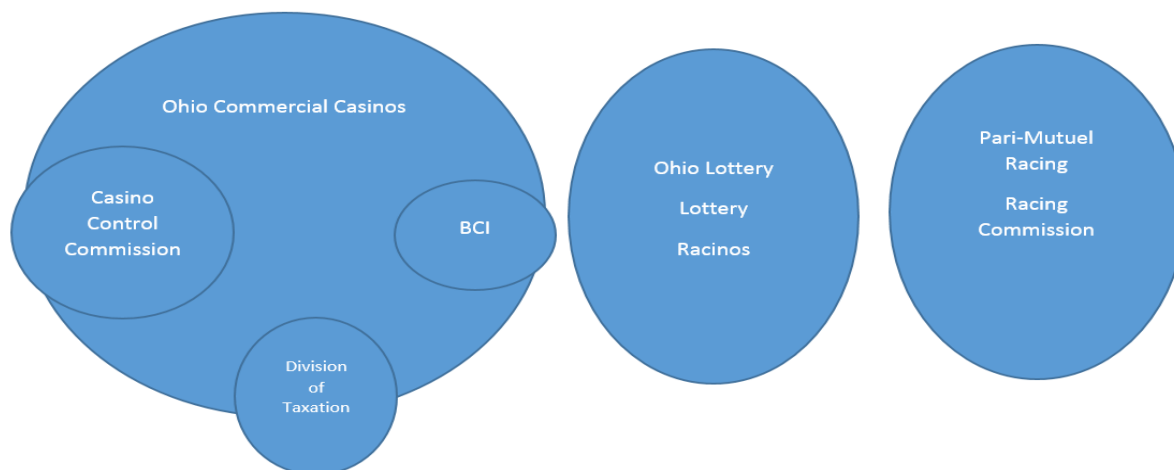 Ohio Commercial Casinos
Casino
Control
Commission
BCI
Division
of
Taxation
Ohio Lottery
Lottery
Racinos
Pari-Mutuel
Racing
Racing
Commission